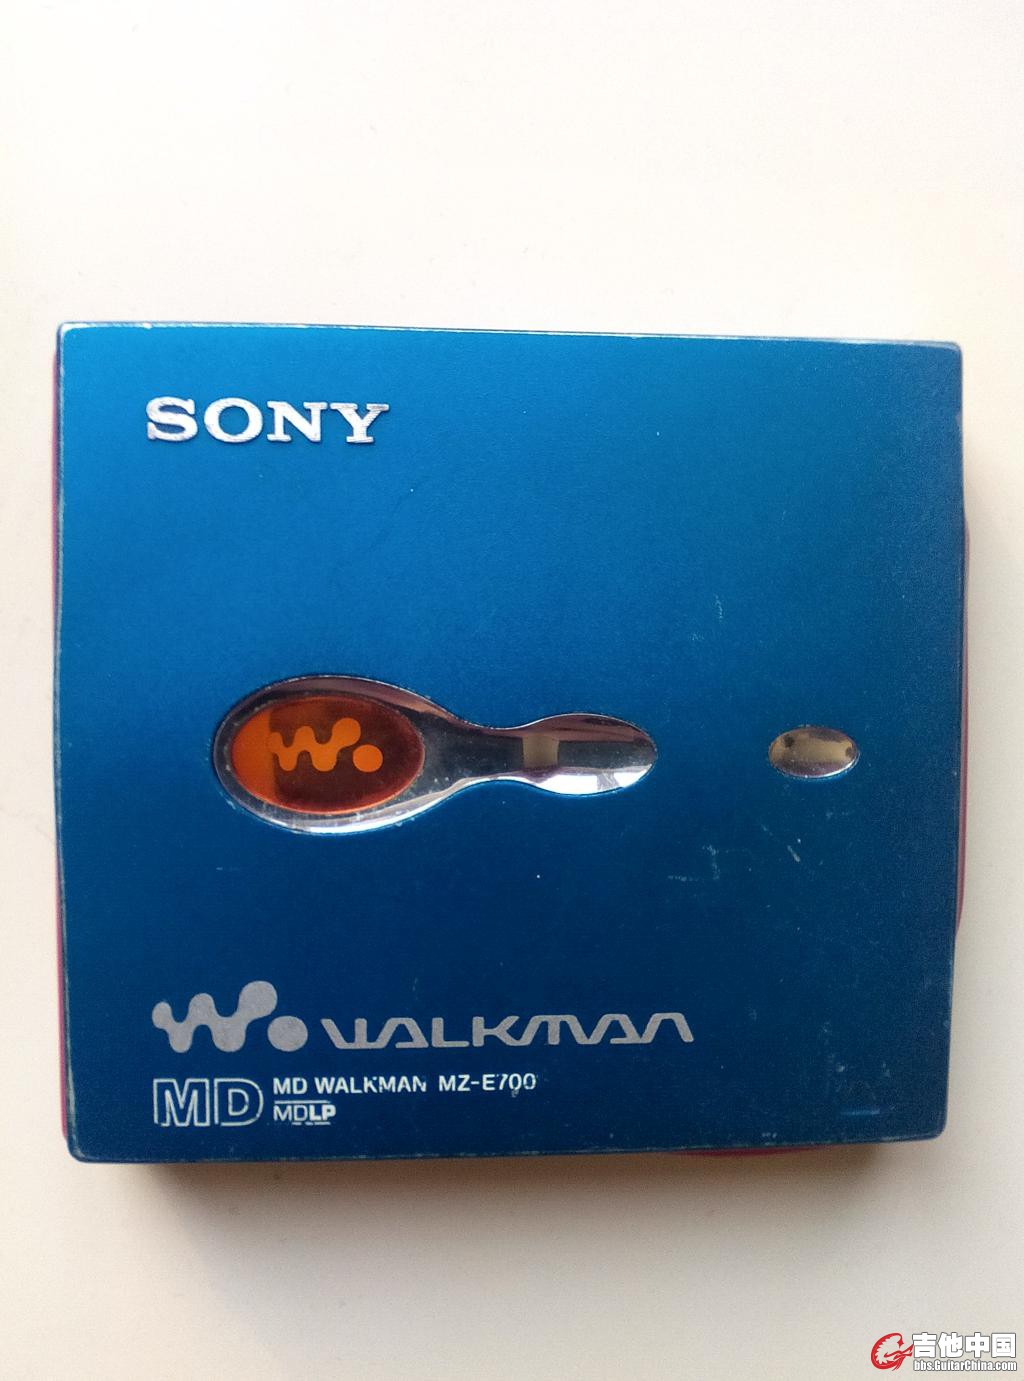 SONY
WALKMAN
MD
MD WALKMAN MZ-E700
MDLP
吉他中国
bbs.GuitarChina.com